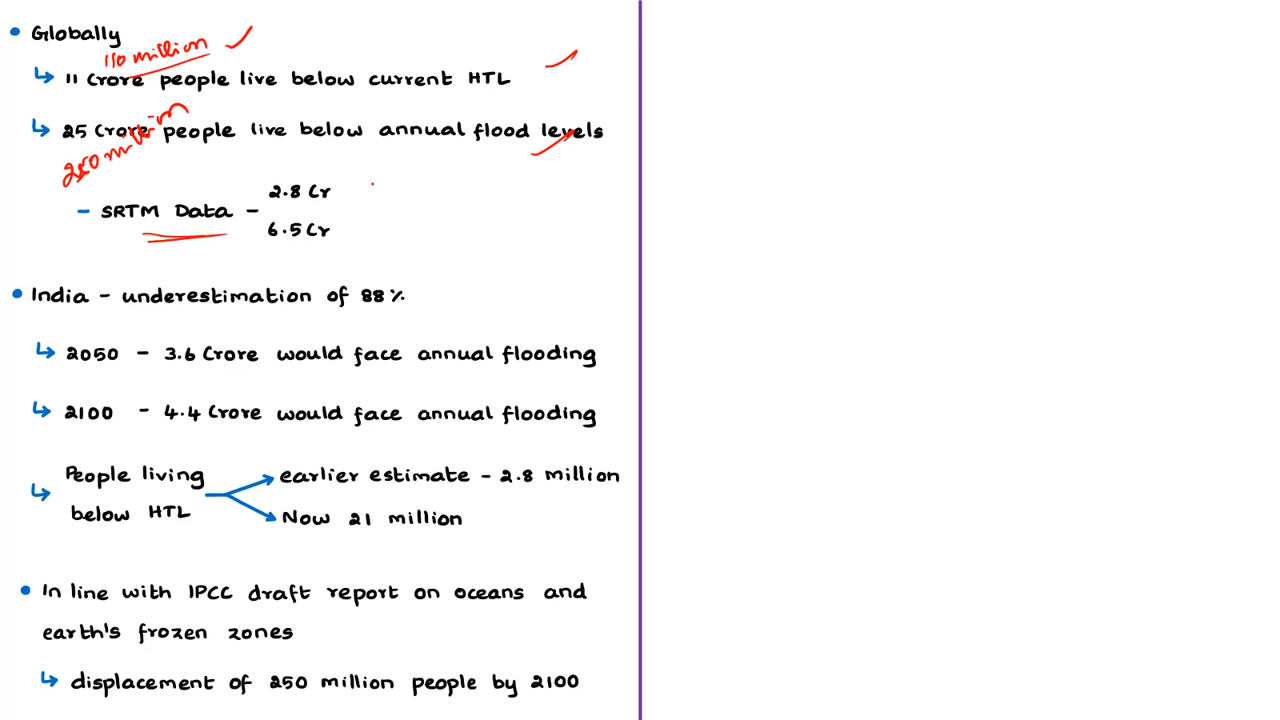 Globally
110 million
11 Crore people live below current HTL
25 Crore people live below annual flood levels
250 million
2.8 Cr
- SRTM Data -
6.5 Cr
India - underestimation of 88%
2050 - 3.6 Crore would face annual flooding
2100 - 4.4 Crore would face annual flooding
People living below HTL
earlier estimate - 2.8 million
Now 21 million
In line with IPCC draft report on oceans and
earth's frozen zones
displacement of 250 million people by 2100